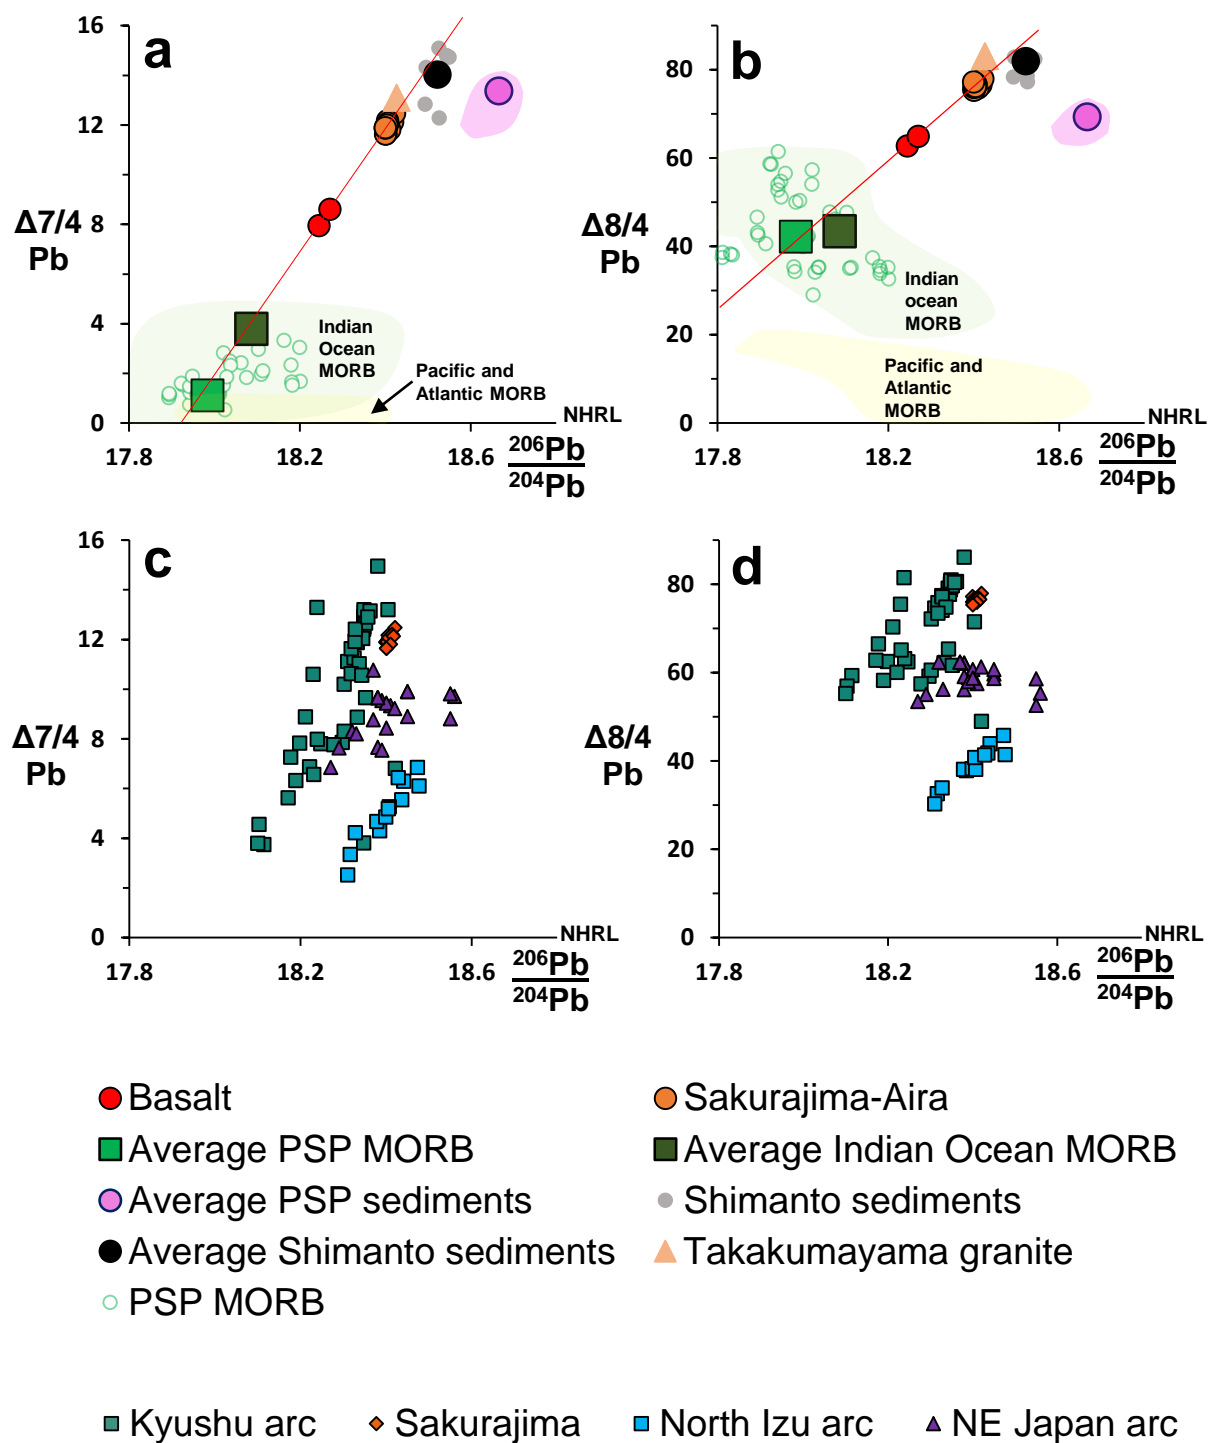 a
16
12
8
4
0
Δ7/4
Pb
Indian
Ocean
MORB
Pacific and
Atlantic MORB
NHRL
17.8
18.2
18.6
206Pb
204Pb
b
80
60
40
20
0
Δ8/4
Pb
Indian
ocean
MORB
Pacific and
Atlantic
MORB
NHRL
17.8
18.2
18.6
206Pb
204Pb
c
16
12
8
4
0
Δ7/4
Pb
NHRL
17.8
18.2
18.6
206Pb
204Pb
d
80
60
40
20
0
Δ8/4
Pb
NHRL
17.8
18.2
18.6
206Pb
204Pb
Basalt
Sakurajima-Aira
Average PSP MORB
Average Indian Ocean MORB
Average PSP sediments
Shimanto sediments
Average Shimanto sediments
Takakumayama granite
PSP MORB
Kyushu arc
Sakurajima
North Izu arc
NE Japan arc